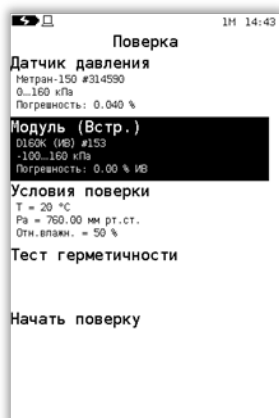 1М 14:43
Поверка
Датчик давления
Метран-150 #314590
0…160 кПа
Погрешность: 0.040 %
Модуль (Встр.)
D160K (ИВ) #153
-100…160 кПа
Погрешность: 0.00 % ИВ
Условия поверки
T = 20 °C
Pa = 760.00 мм рт.ст.
Отн.влажн. = 50 %
Тест герметичности
Начать поверку